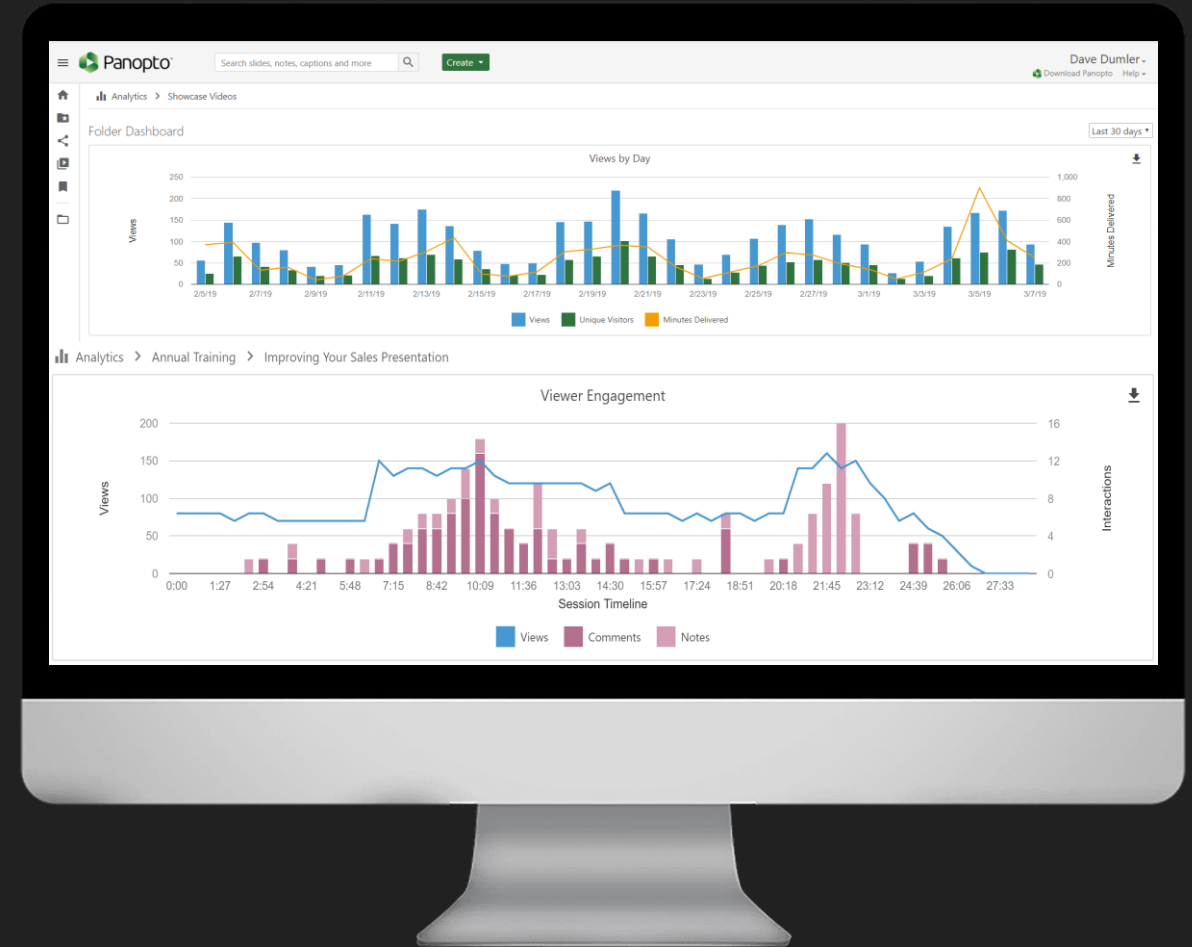 Panopto
Search slides, notes, captions and more
Create
Dave Dumler
Download Panopto Help
Analytics > Showcase Videos
Folder Dashboard
Last 30 days
Views by Day
250 1,000
200 800
150 600
100 400
50 200
0 0
Views
Minutes Delivered
2/5/19 2/7/19 2/9/19 2/11/19 2/13/19 2/15/19 2/17/19 2/19/19 2/21/19 2/23/19 2/25/19 2/27/19 3/1/19 3/3/19 3/5/19 3/7/19
Views Unique Visitors Minutes Delivered
Analytics > Annual Training > Improving Your Sales Presentation
Viewer Engagement
200 16
150 12
100 8
50 4
0 0
Views
Interactions
0:00 1:27 2:54 4:21 5:48 7:15 8:42 10:09 11:36 13:03 14:30 15:57 17:24 18:51 20:18 21:45 23:12 24:39 26:06 27:33
Session Timeline
Views Comments Notes